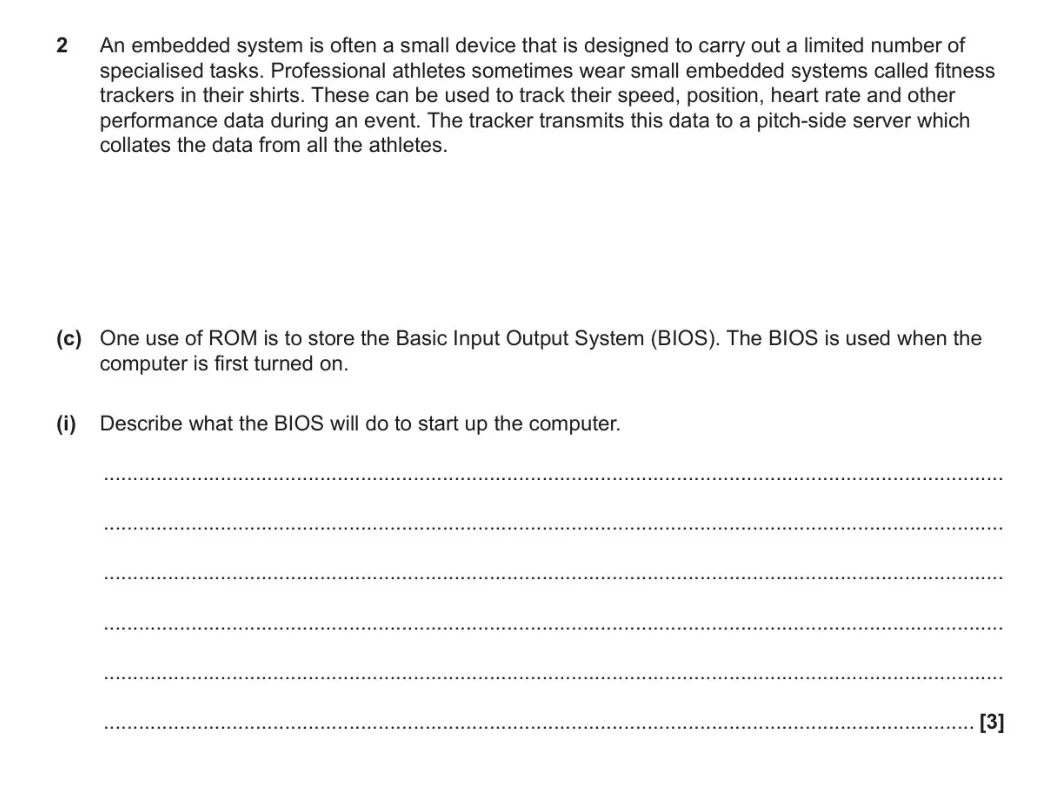 2 An embedded system is often a small device that is designed to carry out a limited number of
specialised tasks. Professional athletes sometimes wear small embedded systems called fitness
trackers in their shirts. These can be used to track their speed, position, heart rate and other
performance data during an event. The tracker transmits this data to a pitch-side server which
collates the data from all the athletes.
(c) One use of ROM is to store the Basic Input Output System (BIOS). The BIOS is used when the
computer is first turned on.
(i) Describe what the BIOS will do to start up the computer.
[3]